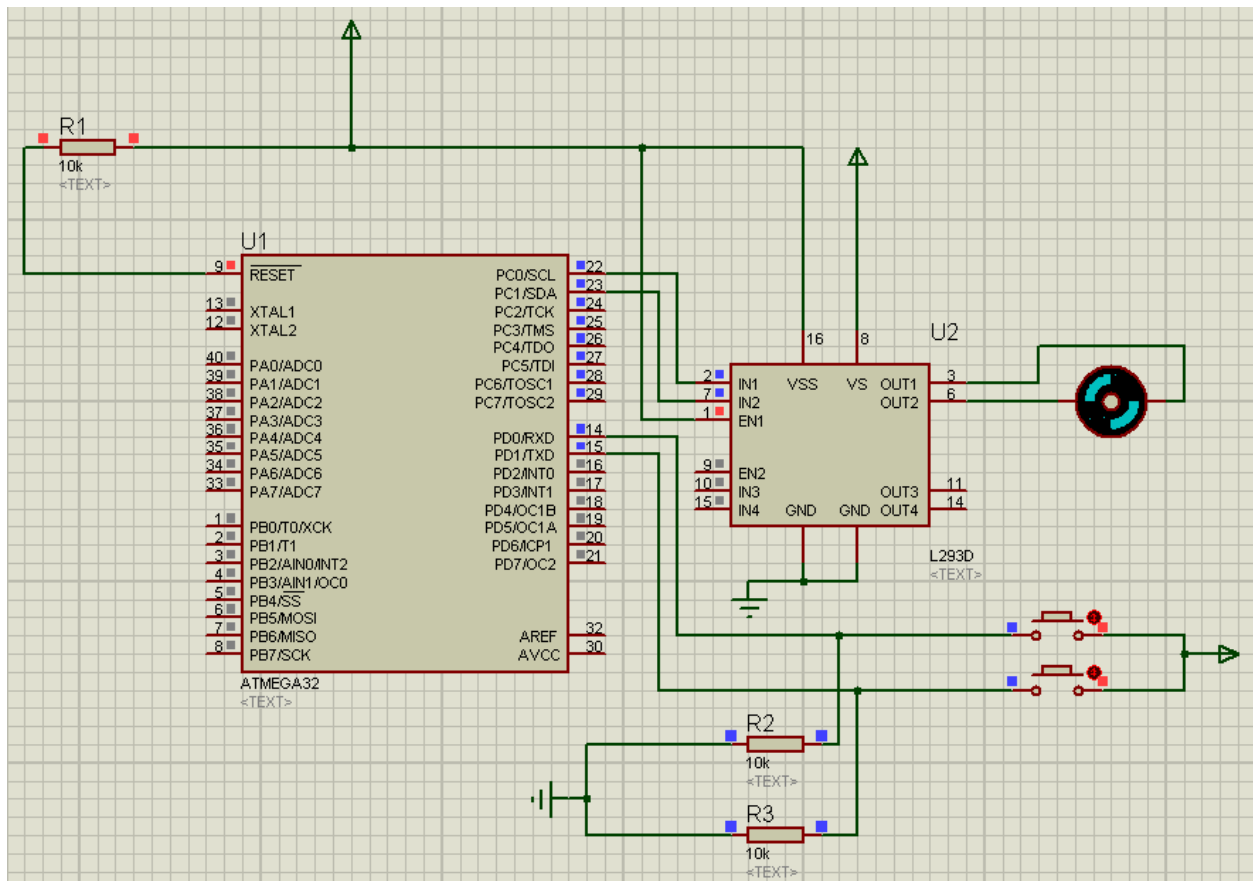 R1
10k
<TEXT>
U1
9
RESET
13
XTAL1
12
XTAL2
40
PA0/ADC0
39
PA1/ADC1
38
PA2/ADC2
37
PA3/ADC3
36
PA4/ADC4
35
PA5/ADC5
34
PA6/ADC6
33
PA7/ADC7
1
PB0/T0/XCK
2
PB1/T1
3
PB2/AIN0/INT2
4
PB3/AIN1/OC0
5
PB4/SS
6
PB5/MOSI
7
PB6/MISO
8
PB7/SCK
PC0/SCL
22
PC1/SDA
23
PC2/TCK
24
PC3/TMS
25
PC4/TDO
26
PC5/TDI
27
PC6/TOSC1
28
PC7/TOSC2
29
PD0/RXD
14
PD1/TXD
15
PD2/INT0
16
PD3/INT1
17
PD4/OC1B
18
PD5/OC1A
19
PD6/ICP1
20
PD7/OC2
21
AREF
32
AVCC
30
ATMEGA32
<TEXT>
U2
16
8
2
IN1
VSS
VS
OUT1
3
7
IN2
OUT2
6
1
EN1
9
EN2
10
IN3
OUT3
11
15
IN4
GND
GND
OUT4
14
L293D
<TEXT>
R2
10k
<TEXT>
R3
10k
<TEXT>